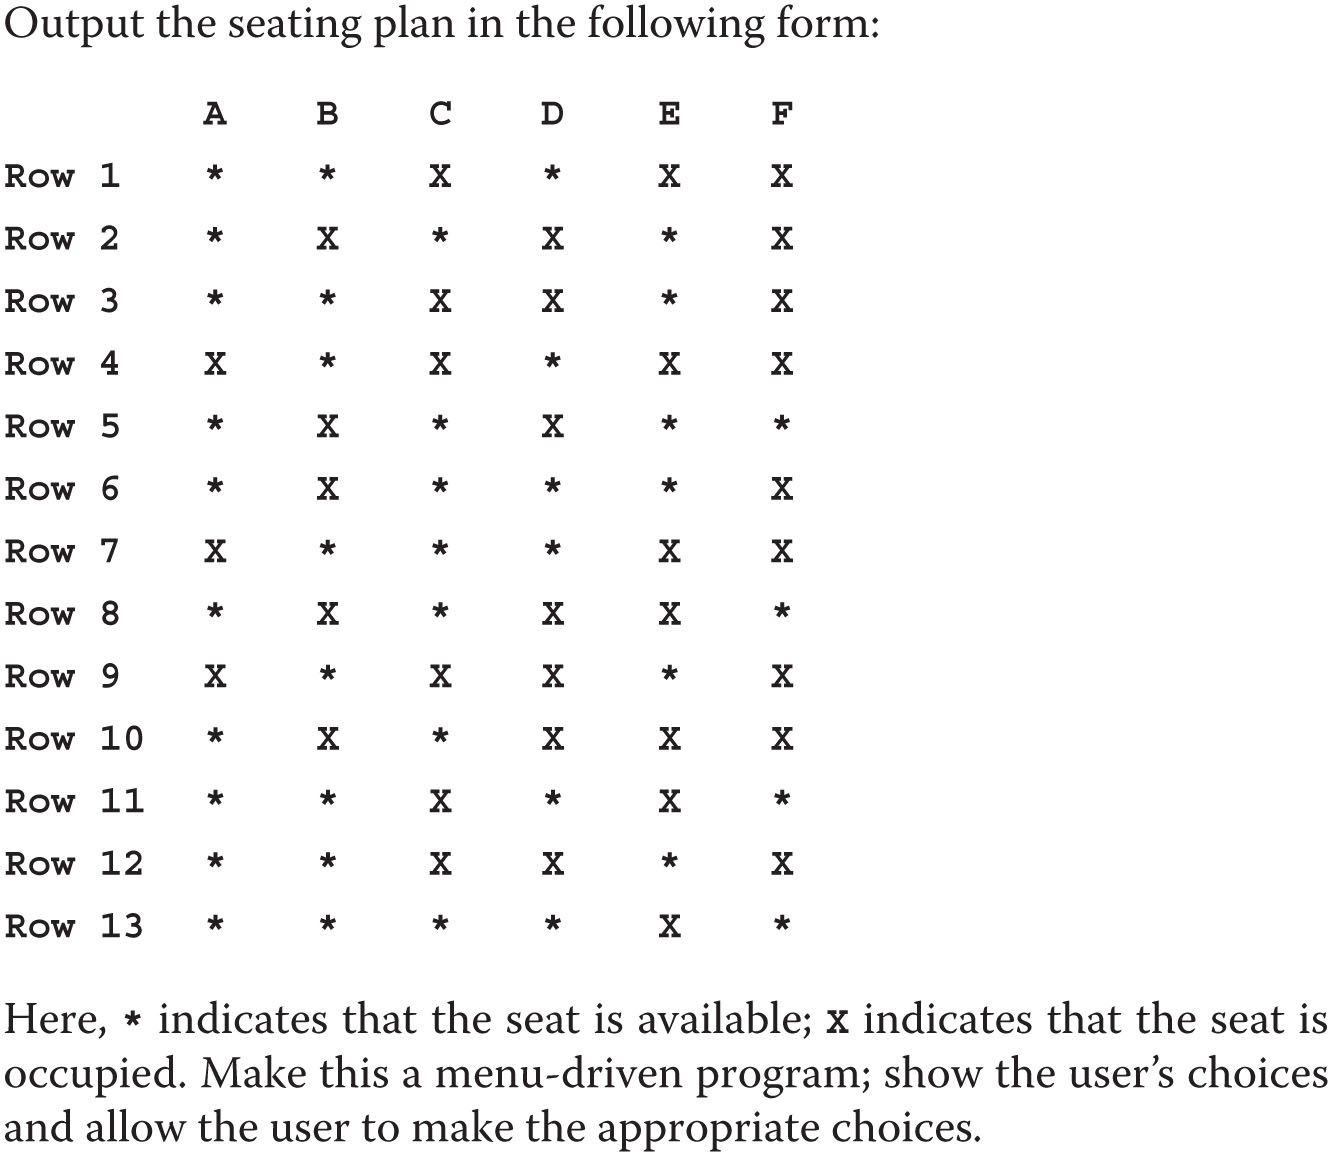 Output the seating plan in the following form:
A B C D E F
Row 1 * * X * X X
Row 2 * X * X * X
Row 3 * * X X * X
Row 4 X * X * X X
Row 5 * X * X * *
Row 6 * X * * * X
Row 7 X * * * X X
Row 8 * X * X X *
Row 9 X * X X * X
Row 10 * X * X X X
Row 11 * * X * X *
Row 12 * * X X * X
Row 13 * * * * X *
Here, * indicates that the seat is available; X indicates that the seat is
occupied. Make this a menu-driven program; show the user’s choices
and allow the user to make the appropriate choices.